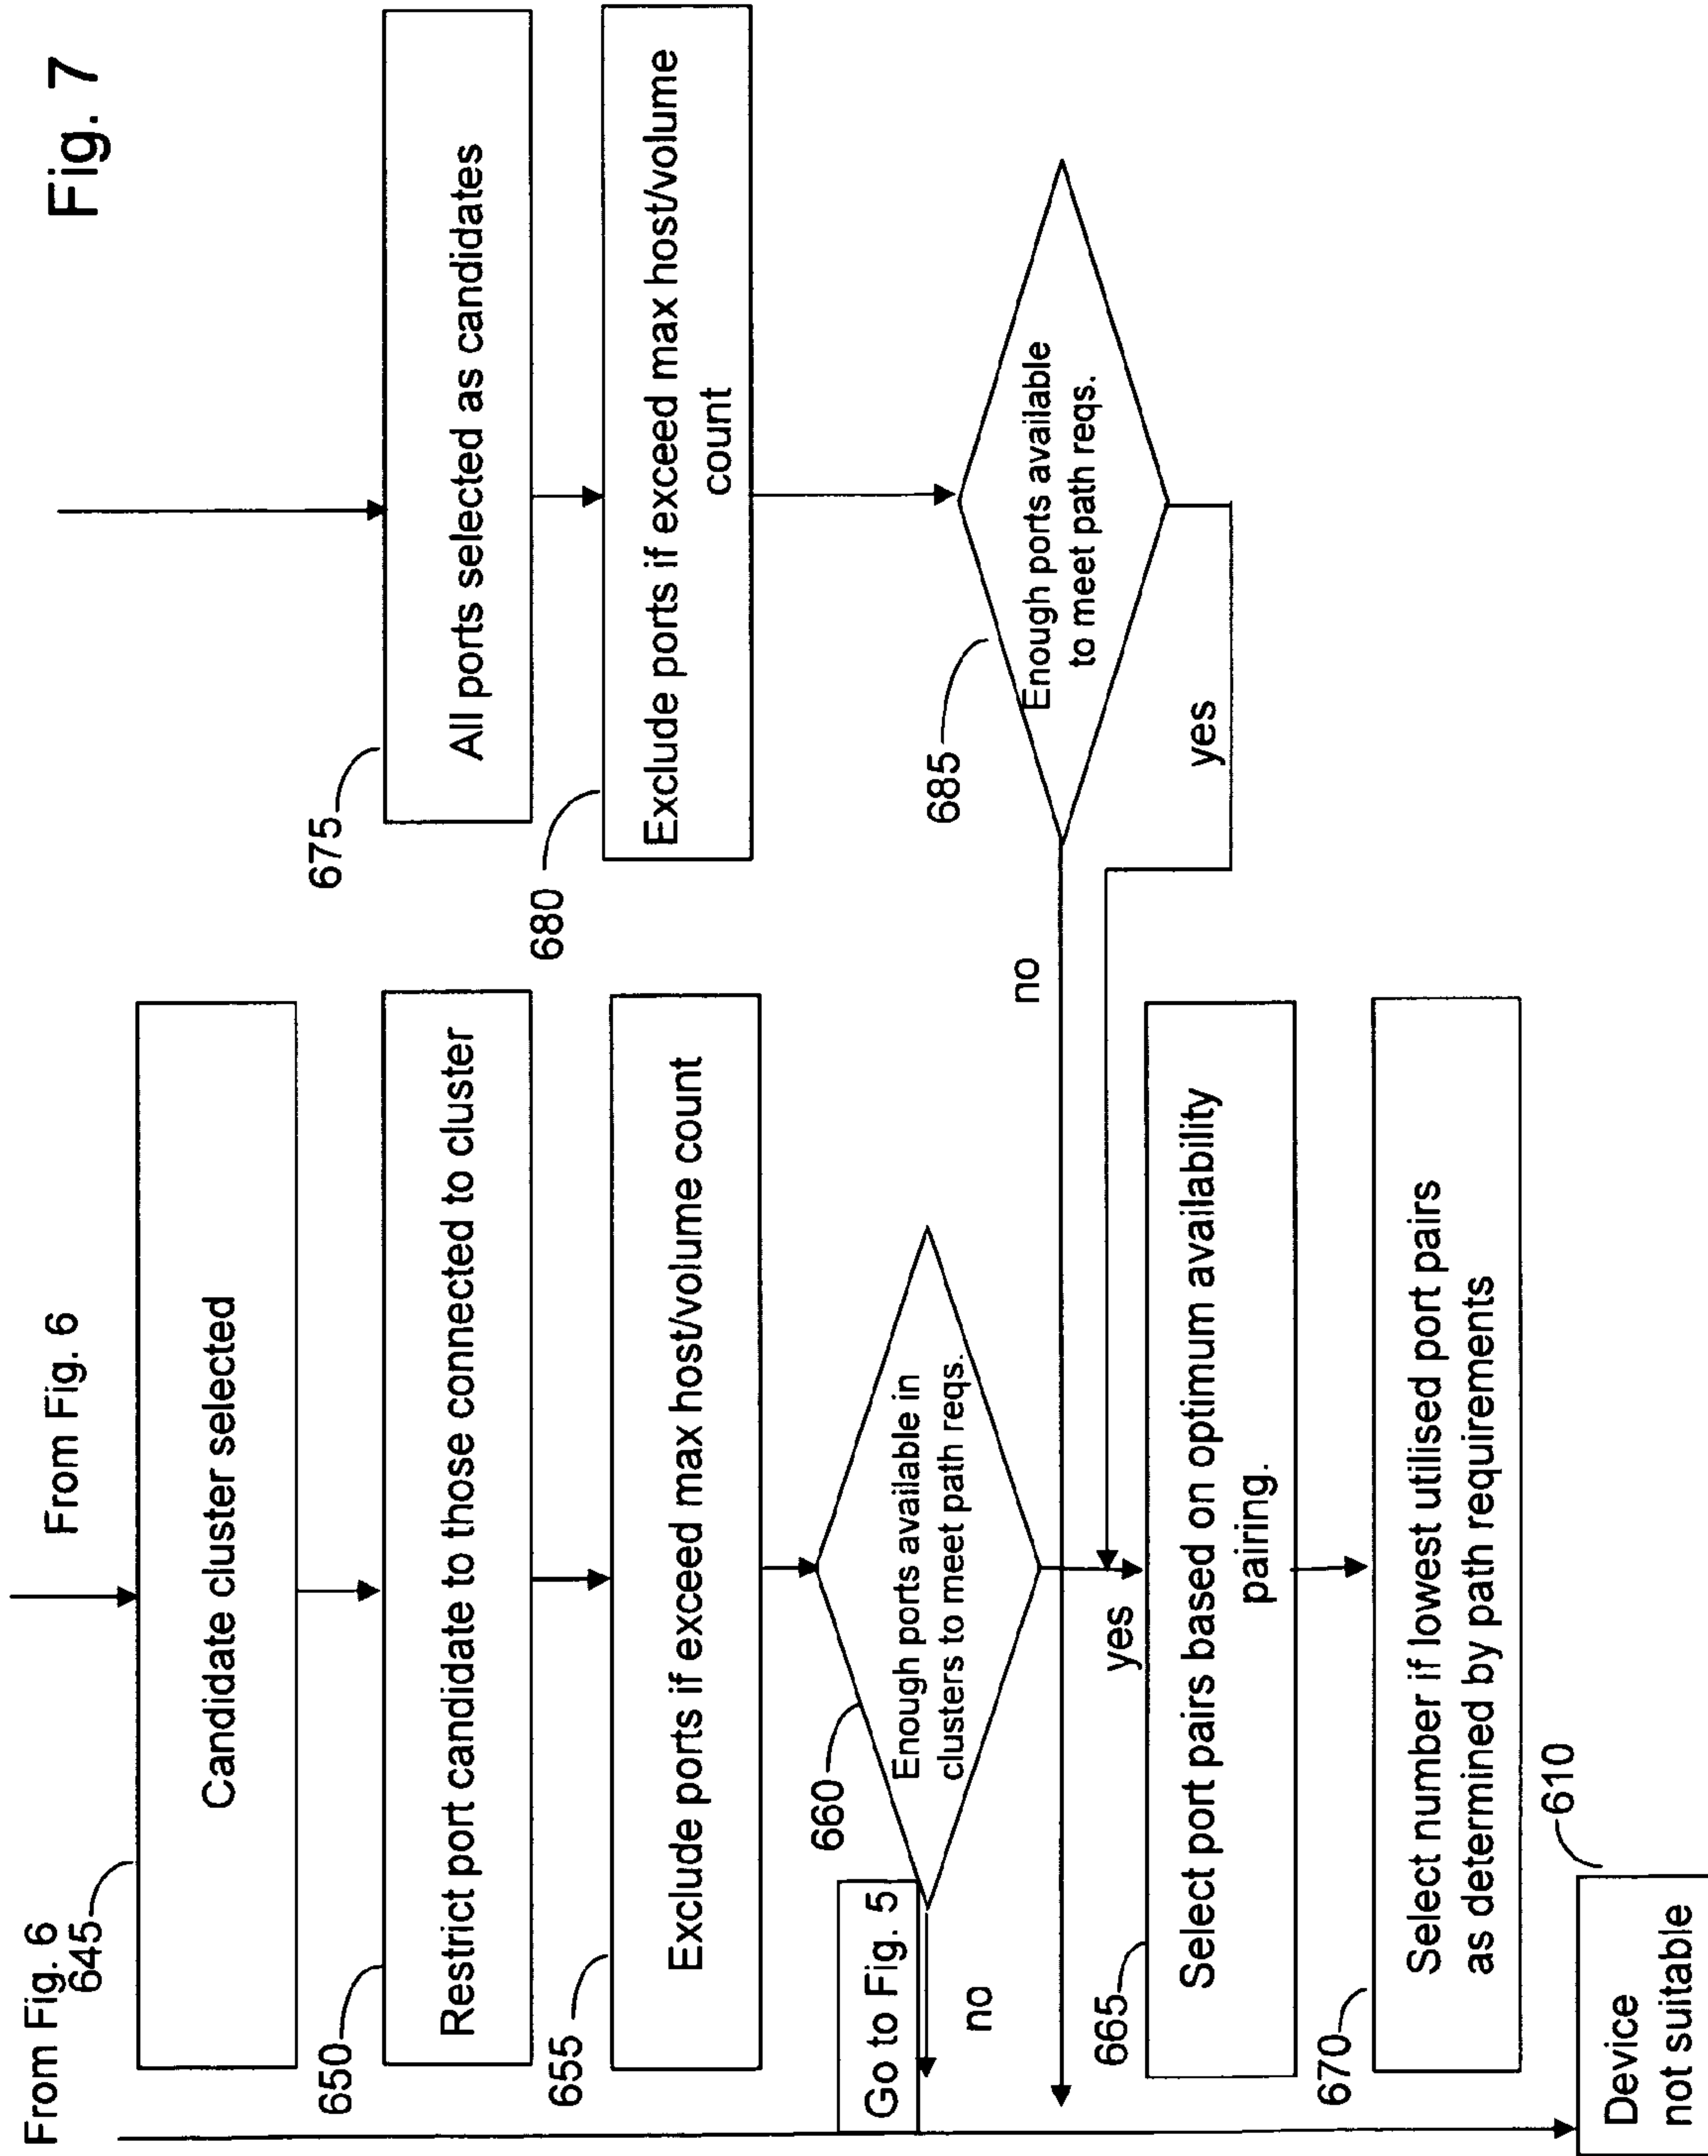 Fig. 7
From Fig. 6
From Fig. 6
645
Candidate cluster selected
650
Restrict port candidate to those connected to cluster
655
Exclude ports if exceed max host/volume count
660
Enough ports available in
clusters to meet path reqs.
Go to Fig. 5
no
yes
665
Select port pairs based on optimum availability
pairing.
670
Select number if lowest utilised port pairs
as determined by path requirements
610
Device
not suitable
675
All ports selected as candidates
680
Exclude ports if exceed max host/volume
count
685
Enough ports available
to meet path reqs.
no
yes